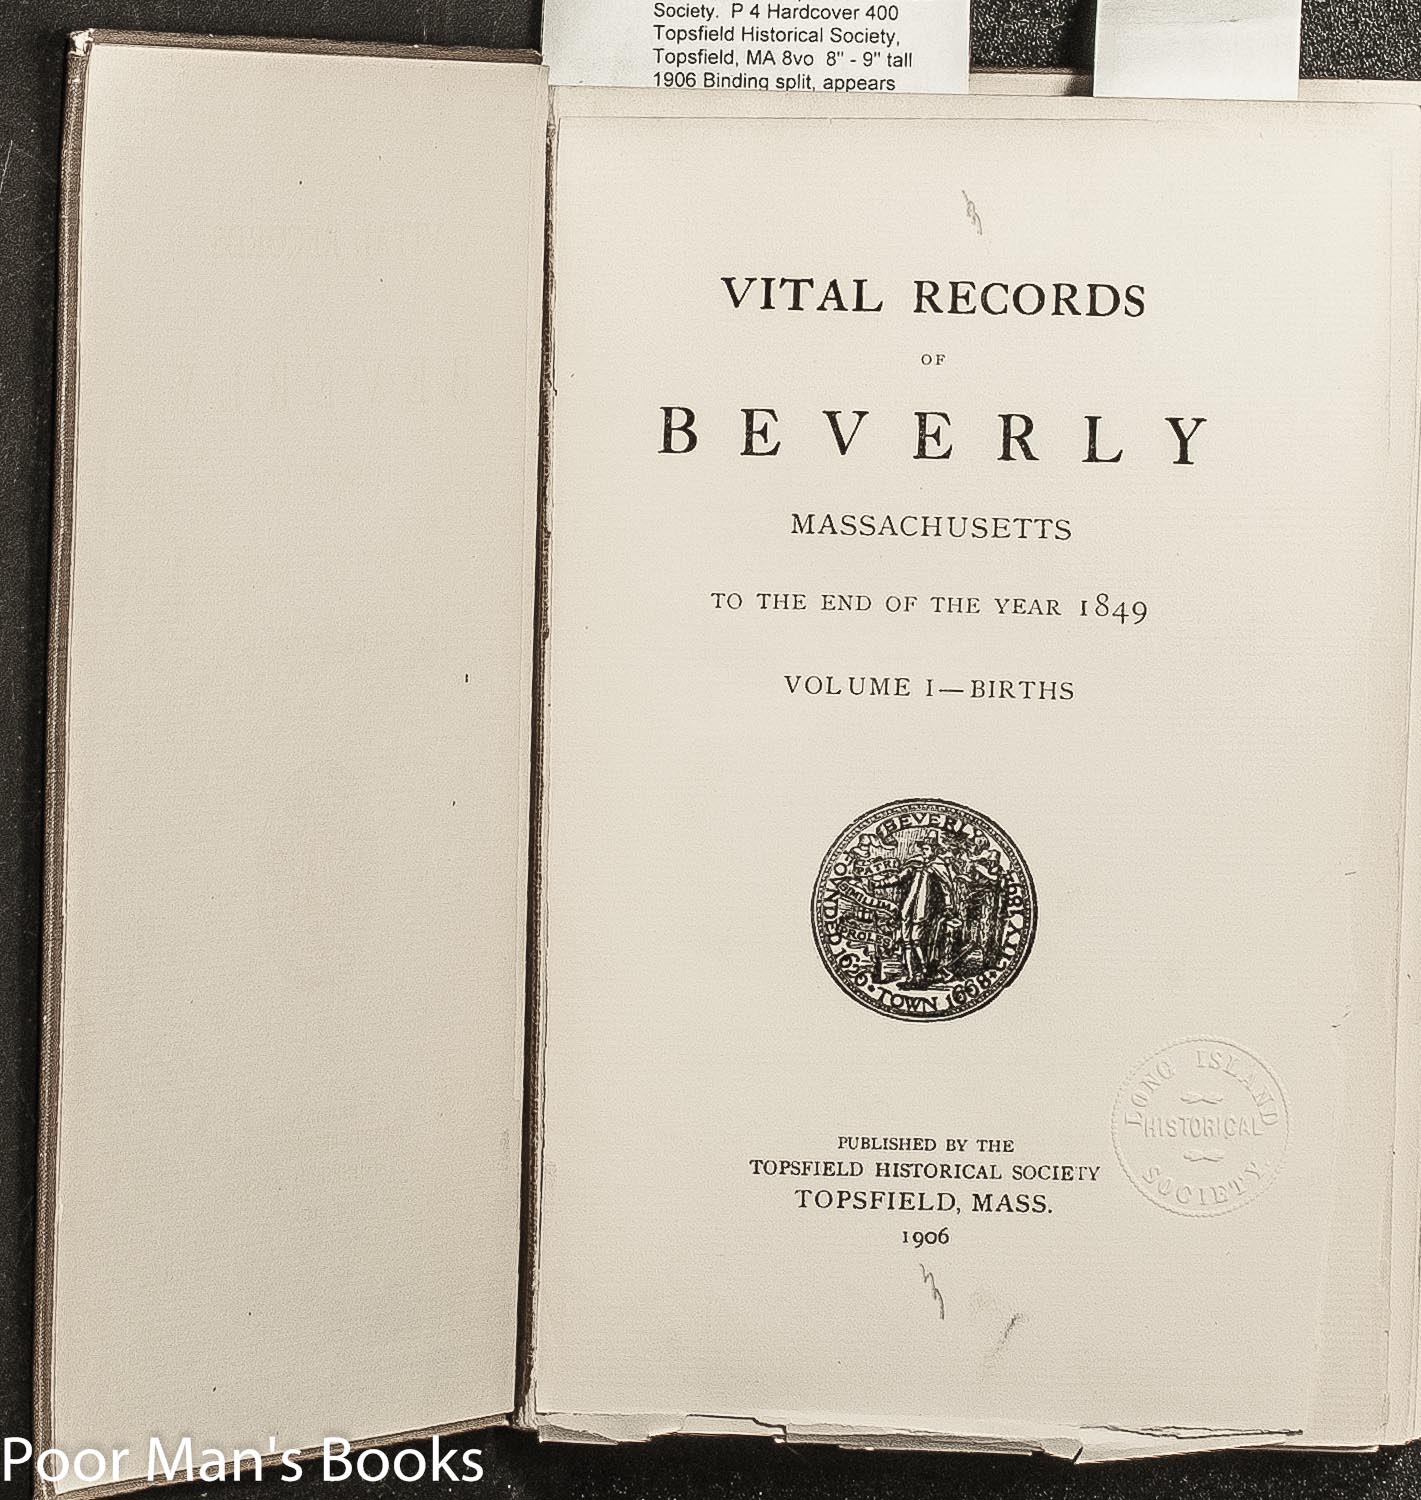 Society. P 4 Hardcover 400
Topsfield Historical Society,
Topsfield, MA 8vo 8" - 9" tall
1906 Binding split, appears
VITAL RECORDS
OF
BEVERLY
MASSACHUSETTS
TO THE END OF THE YEAR 1849
VOLUME I—BIRTHS
BEVERLY
FOVNDED 1626 • TOWN 1668 •
PUBLISHED BY THE
TOPSFIELD HISTORICAL SOCIETY
TOPSFIELD, MASS.
1906
LONG ISLAND
HISTORICAL
SOCIETY
Poor Man's Books